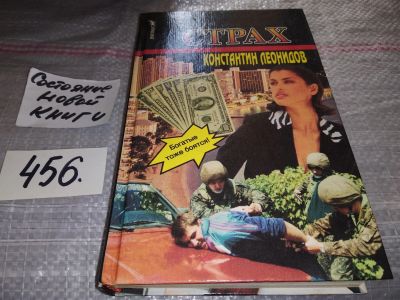 СТРАХ
КОНСТАНТИН ЛЕОНИДОВ
Богатые
тоже боятся!
Состояние
новой
книги
456.